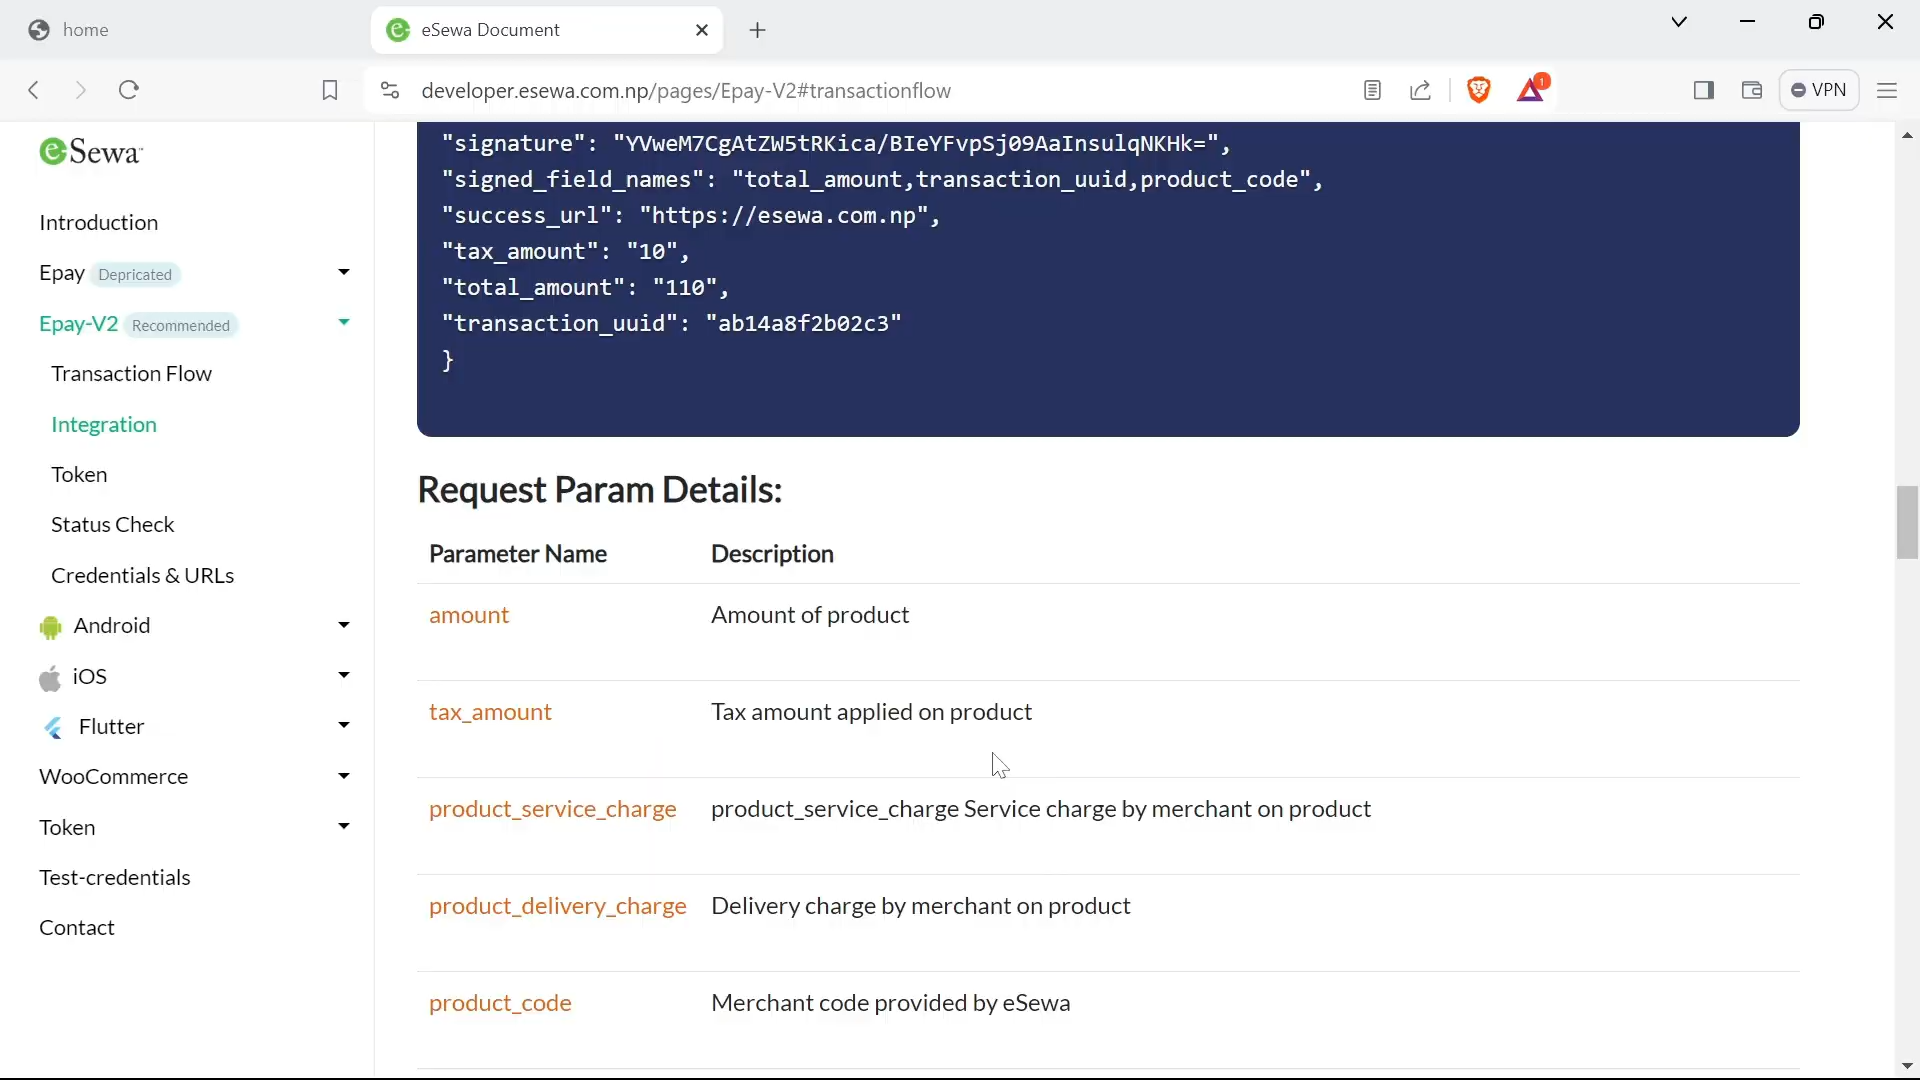 home
eSewa Document
developer.esewa.com.np/pages/Epay-V2#transactionflow
1
VPN
eSewa
Introduction
Epay Depricated
Epay-V2 Recommended
Transaction Flow
Integration
Token
Status Check
Credentials & URLs
Android
iOS
Flutter
WooCommerce
Token
Test-credentials
Contact
"signature": "YVweM7CgAtZW5tRKica/BIeYFvpSj09AaInsulqNKHk=",
"signed_field_names": "total_amount,transaction_uuid,product_code",
"success_url": "https://esewa.com.np",
"tax_amount": "10",
"total_amount": "110",
"transaction_uuid": "ab14a8f2b02c3"
}
Request Param Details:
Parameter Name Description
amount Amount of product
tax_amount Tax amount applied on product
product_service_charge product_service_charge Service charge by merchant on product
product_delivery_charge Delivery charge by merchant on product
product_code Merchant code provided by eSewa